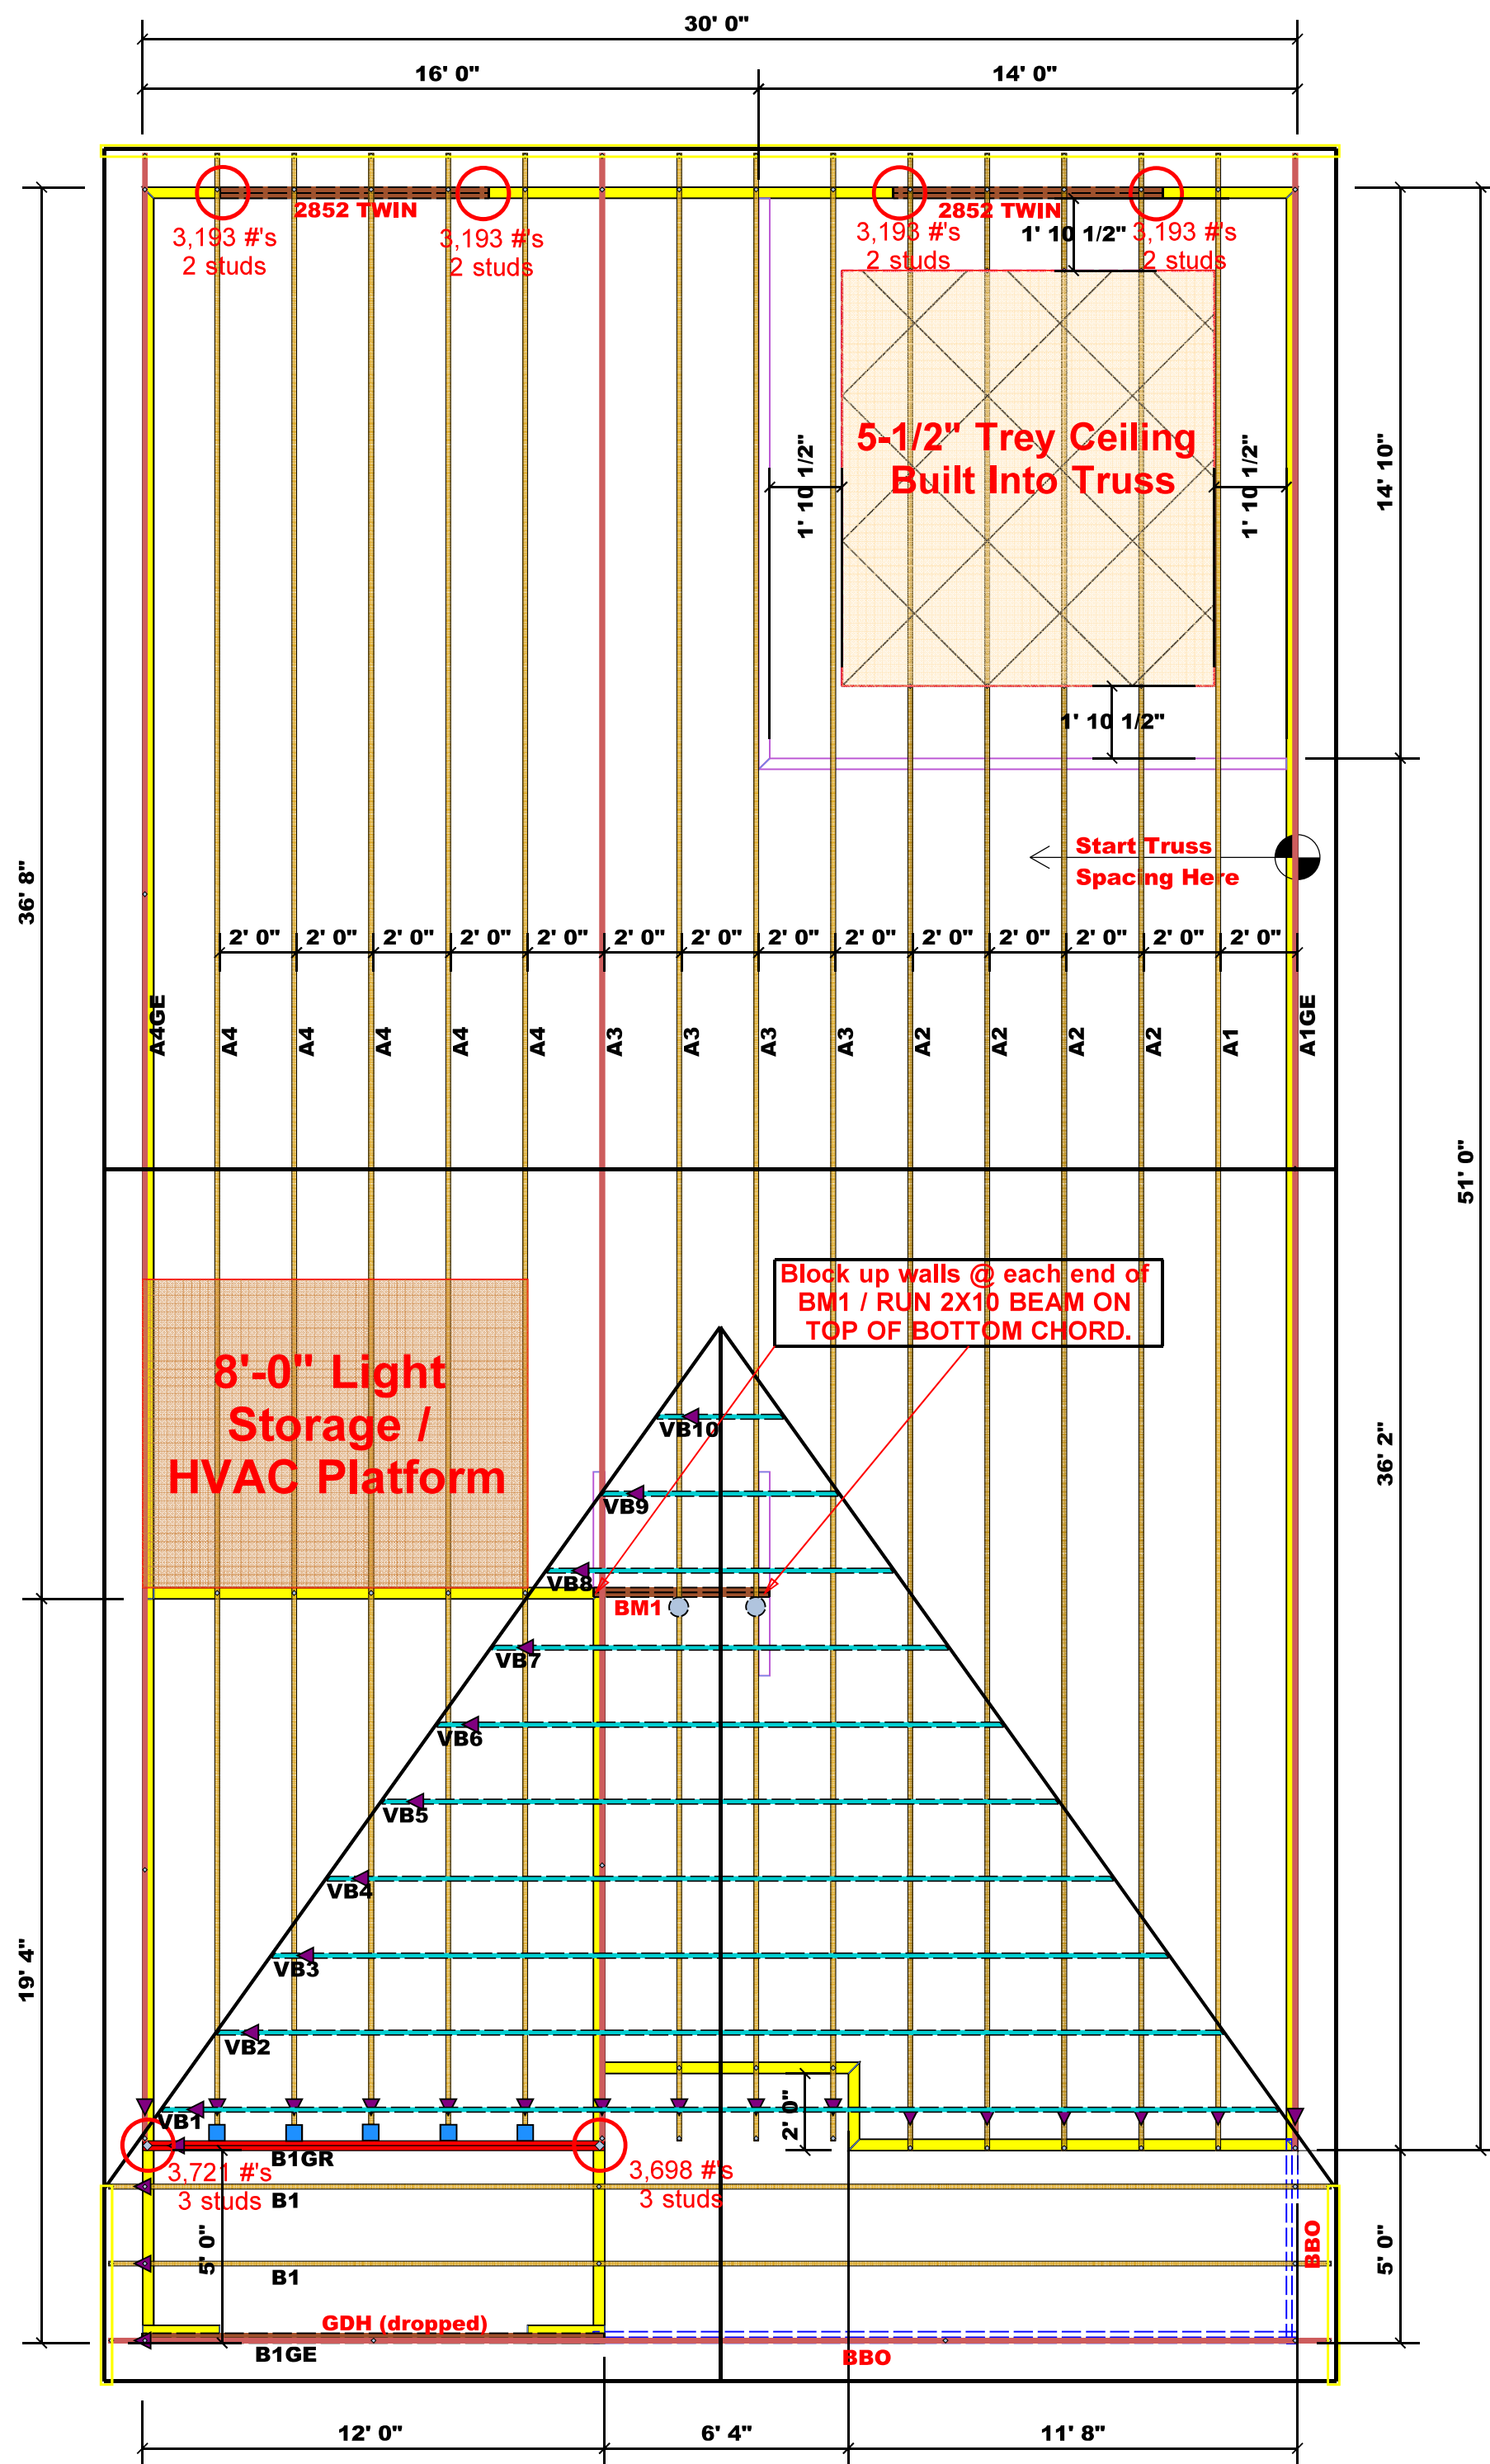 30' 0"
16' 0"
14' 0"
2852 TWIN
2852 TWIN
3,193 #'s
2 studs
3,193 #'s
2 studs
3,193 #'s
2 studs
1' 10 1/2"
3,193 #'s
2 studs
5-1/2" Trey Ceiling
Built Into Truss
1' 10 1/2"
1' 10 1/2"
14' 10"
1' 10 1/2"
Start Truss
Spacing Here
36' 8"
2' 0"
2' 0"
2' 0"
2' 0"
2' 0"
2' 0"
2' 0"
2' 0"
2' 0"
2' 0"
2' 0"
2' 0"
2' 0"
2' 0"
A4GE
A4
A4
A4
A4
A4
A3
A3
A3
A3
A2
A2
A2
A2
A1
A1GE
51' 0"
Block up walls @ each end of
BM1 / RUN 2X10 BEAM ON
TOP OF BOTTOM CHORD.
8'-0" Light
Storage /
HVAC Platform
36' 2"
VB10
VB9
VB8
BM1
VB7
VB6
VB5
VB4
VB3
19' 4"
VB2
VB1
2' 0"
B1GR
3,721 #'s
3 studs
3,698 #'s
3 studs
B1
5' 0"
BBO
5' 0"
B1
GDH (dropped)
B1GE
BBO
12' 0"
6' 4"
11' 8"